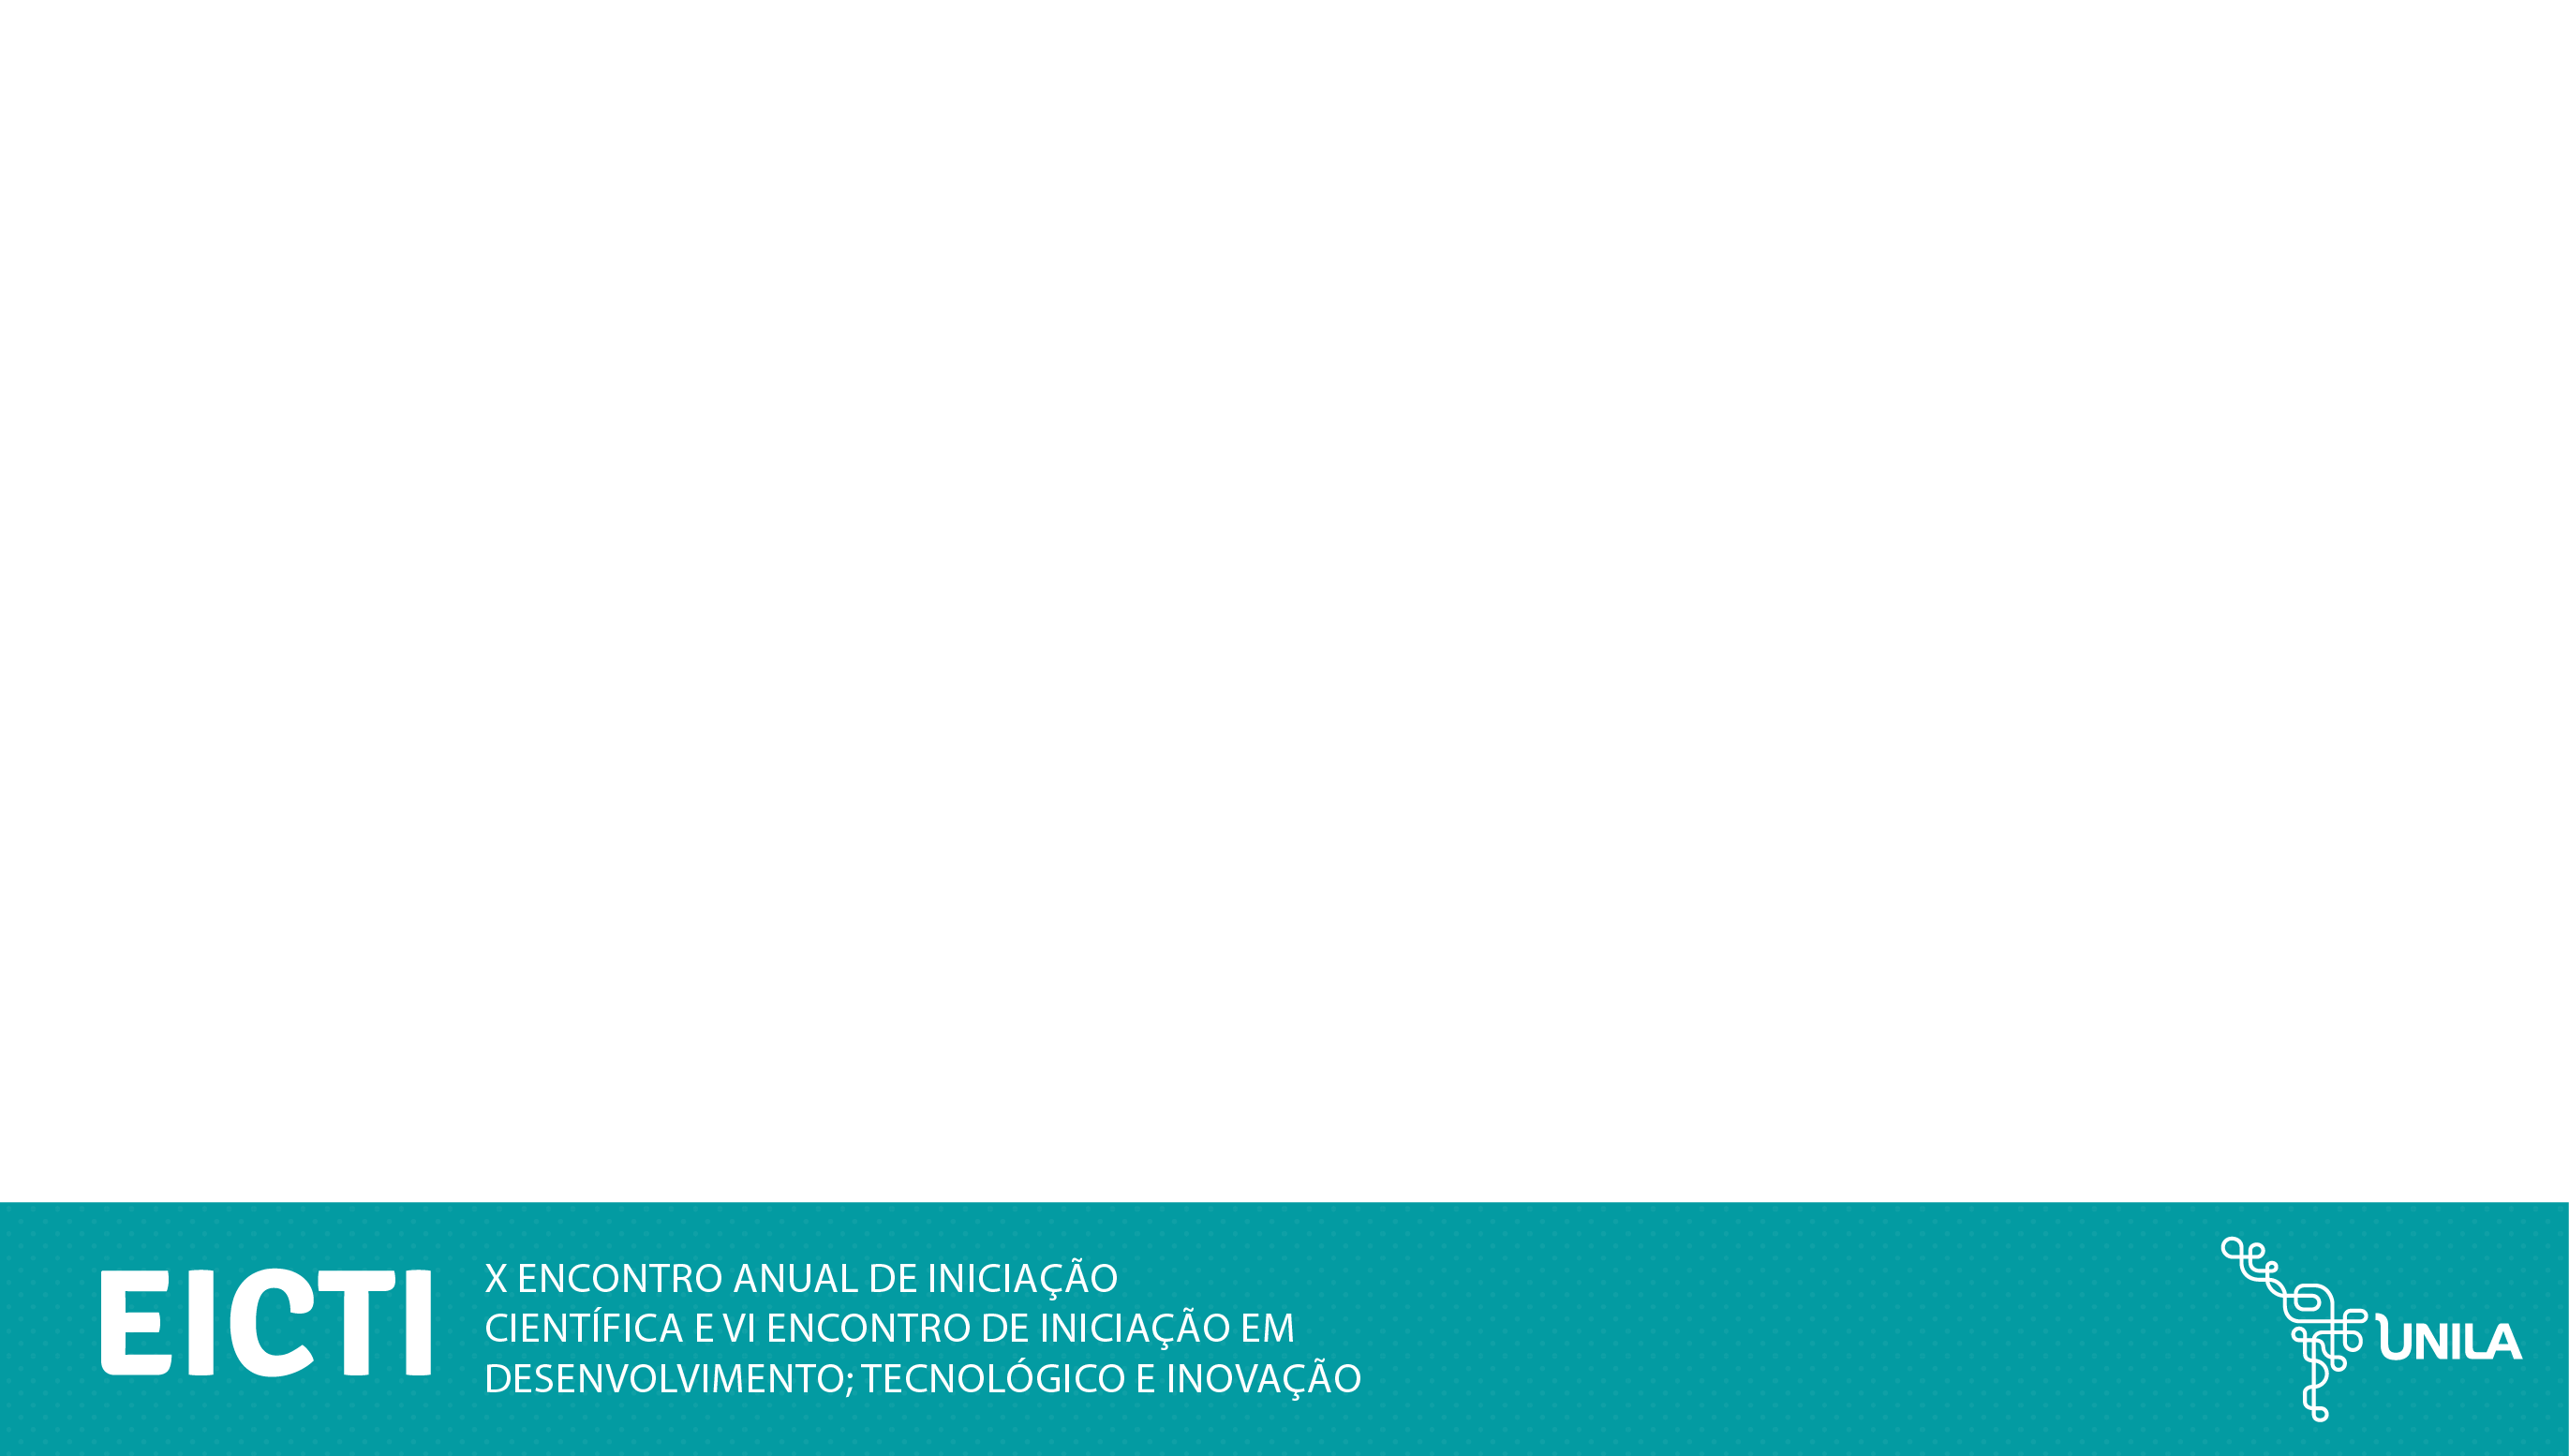 EICTI
X ENCONTRO ANUAL DE INICIAÇÃO
CIENTÍFICA E VI ENCONTRO DE INICIAÇÃO EM
DESENVOLVIMENTO; TECNOLÓGICO E INOVAÇÃO
UNILA